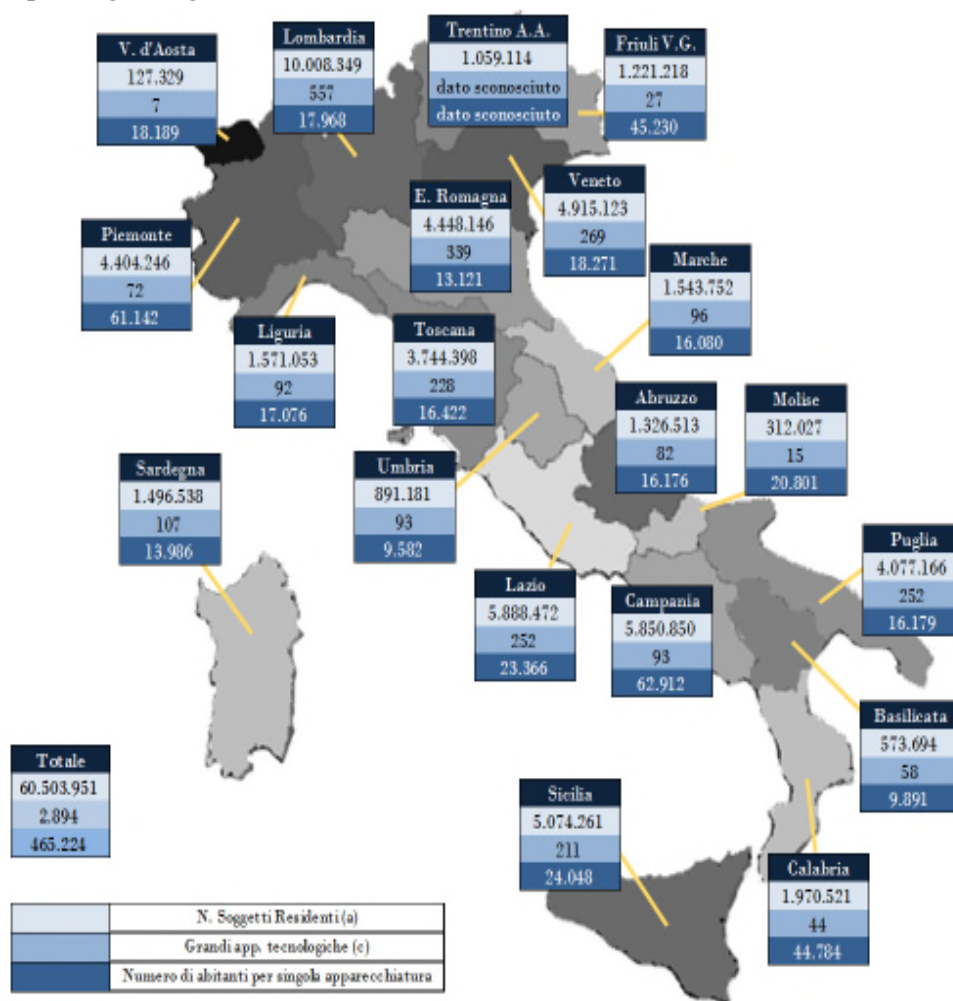 V. d'Aosta
127.329
7
18.189
Lombardia
10.008.349
557
17.968
Trentino A.A.
1.059.114
dato sconosciuto
dato sconosciuto
Friuli V.G.
1.221.218
27
45.230
Piemonte
4.404.246
72
61.142
E. Romagna
4.448.146
339
13.121
Veneto
4.915.123
269
18.271
Marche
1.543.752
96
16.080
Liguria
1.571.053
92
17.076
Toscana
3.744.398
228
16.422
Abruzzo
1.326.513
82
16.176
Molise
312.027
15
20.801
Sardegna
1.496.538
107
13.986
Umbria
891.181
93
9.582
Lazio
5.888.472
252
23.366
Campania
5.850.850
93
62.912
Puglia
4.077.166
252
16.179
Basilicata
573.694
58
9.891
Totale
60.503.951
2.894
465.224
Sicilia
5.074.261
211
24.048
Calabria
1.970.521
44
44.784
N. Soggetti Residenti (a)
Grandi app. tecnologiche (c)
Numero di abitanti per singola apparecchiatura